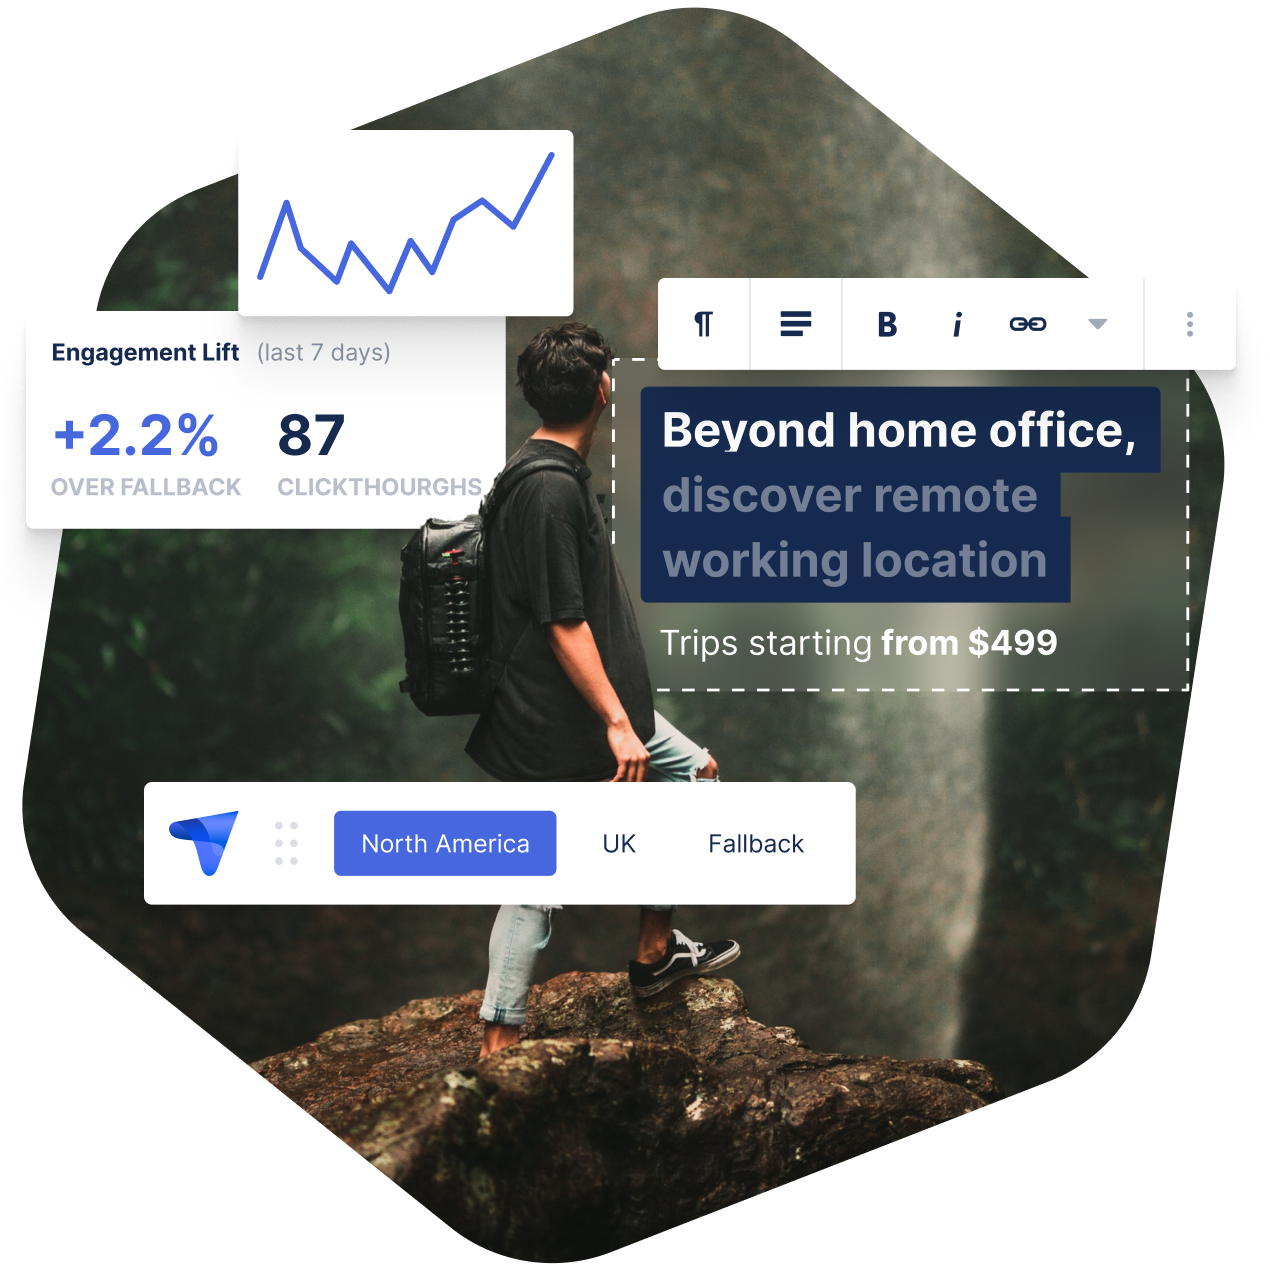 Engagement Lift (last 7 days)
+2.2% 87
OVER FALLBACK CLICKTHOURGHS
¶ B i
Beyond home office,
discover remote
working location
Trips starting from $499
North America UK Fallback